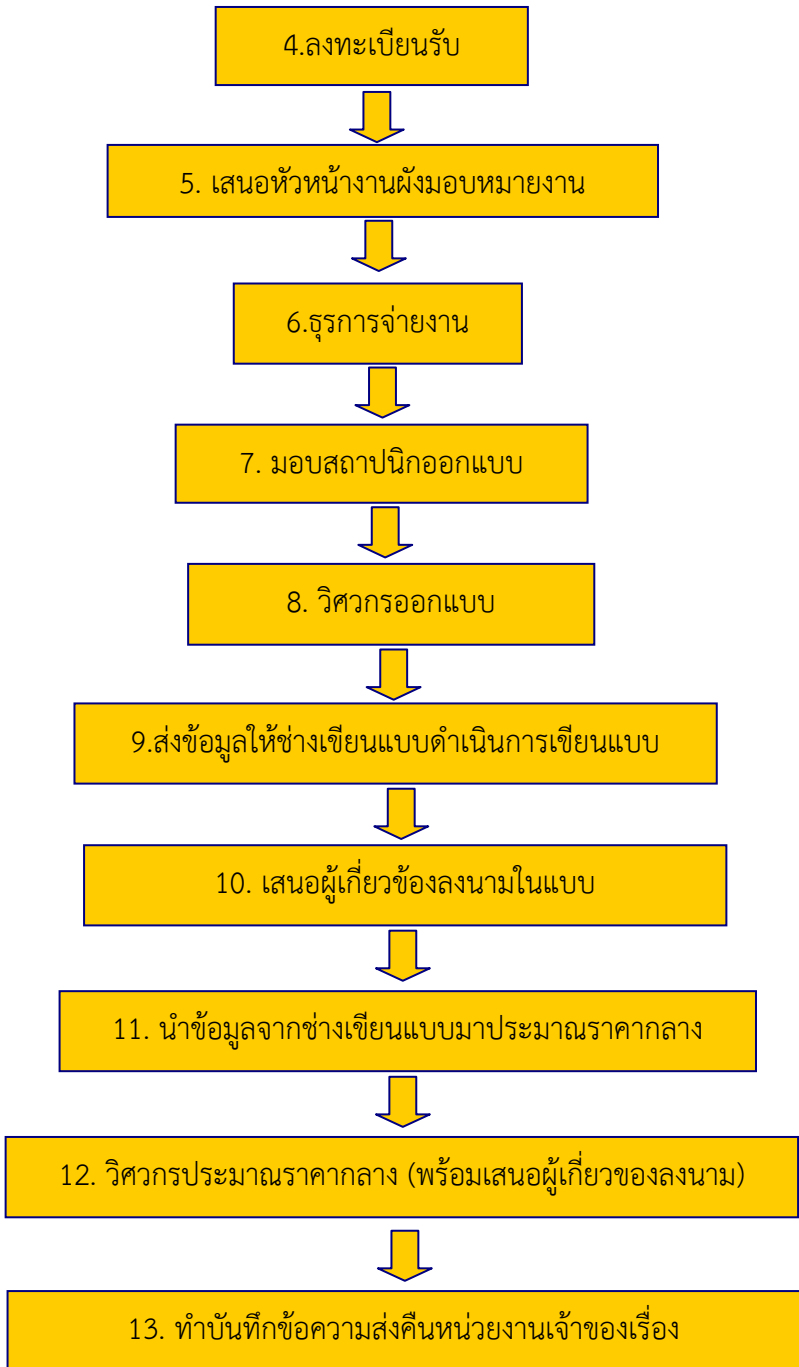 4.ลงทะเบียนรับ
5. เสนอหัวหน้างานผังมอบหมายงาน
6.ธุรการจ่ายงาน
7. มอบสถาปนิกออกแบบ
8. วิศวกรออกแบบ
9.ส่งข้อมูลให้ช่างเขียนแบบดำเนินการเขียนแบบ
10. เสนอผู้เกี่ยวข้องลงนามในแบบ
11. นำข้อมูลจากช่างเขียนแบบมาประมาณราคากลาง
12. วิศวกรประมาณราคากลาง (พร้อมเสนอผู้เกี่ยวของลงนาม)
13. ทำบันทึกข้อความส่งคืนหน่วยงานเจ้าของเรื่อง